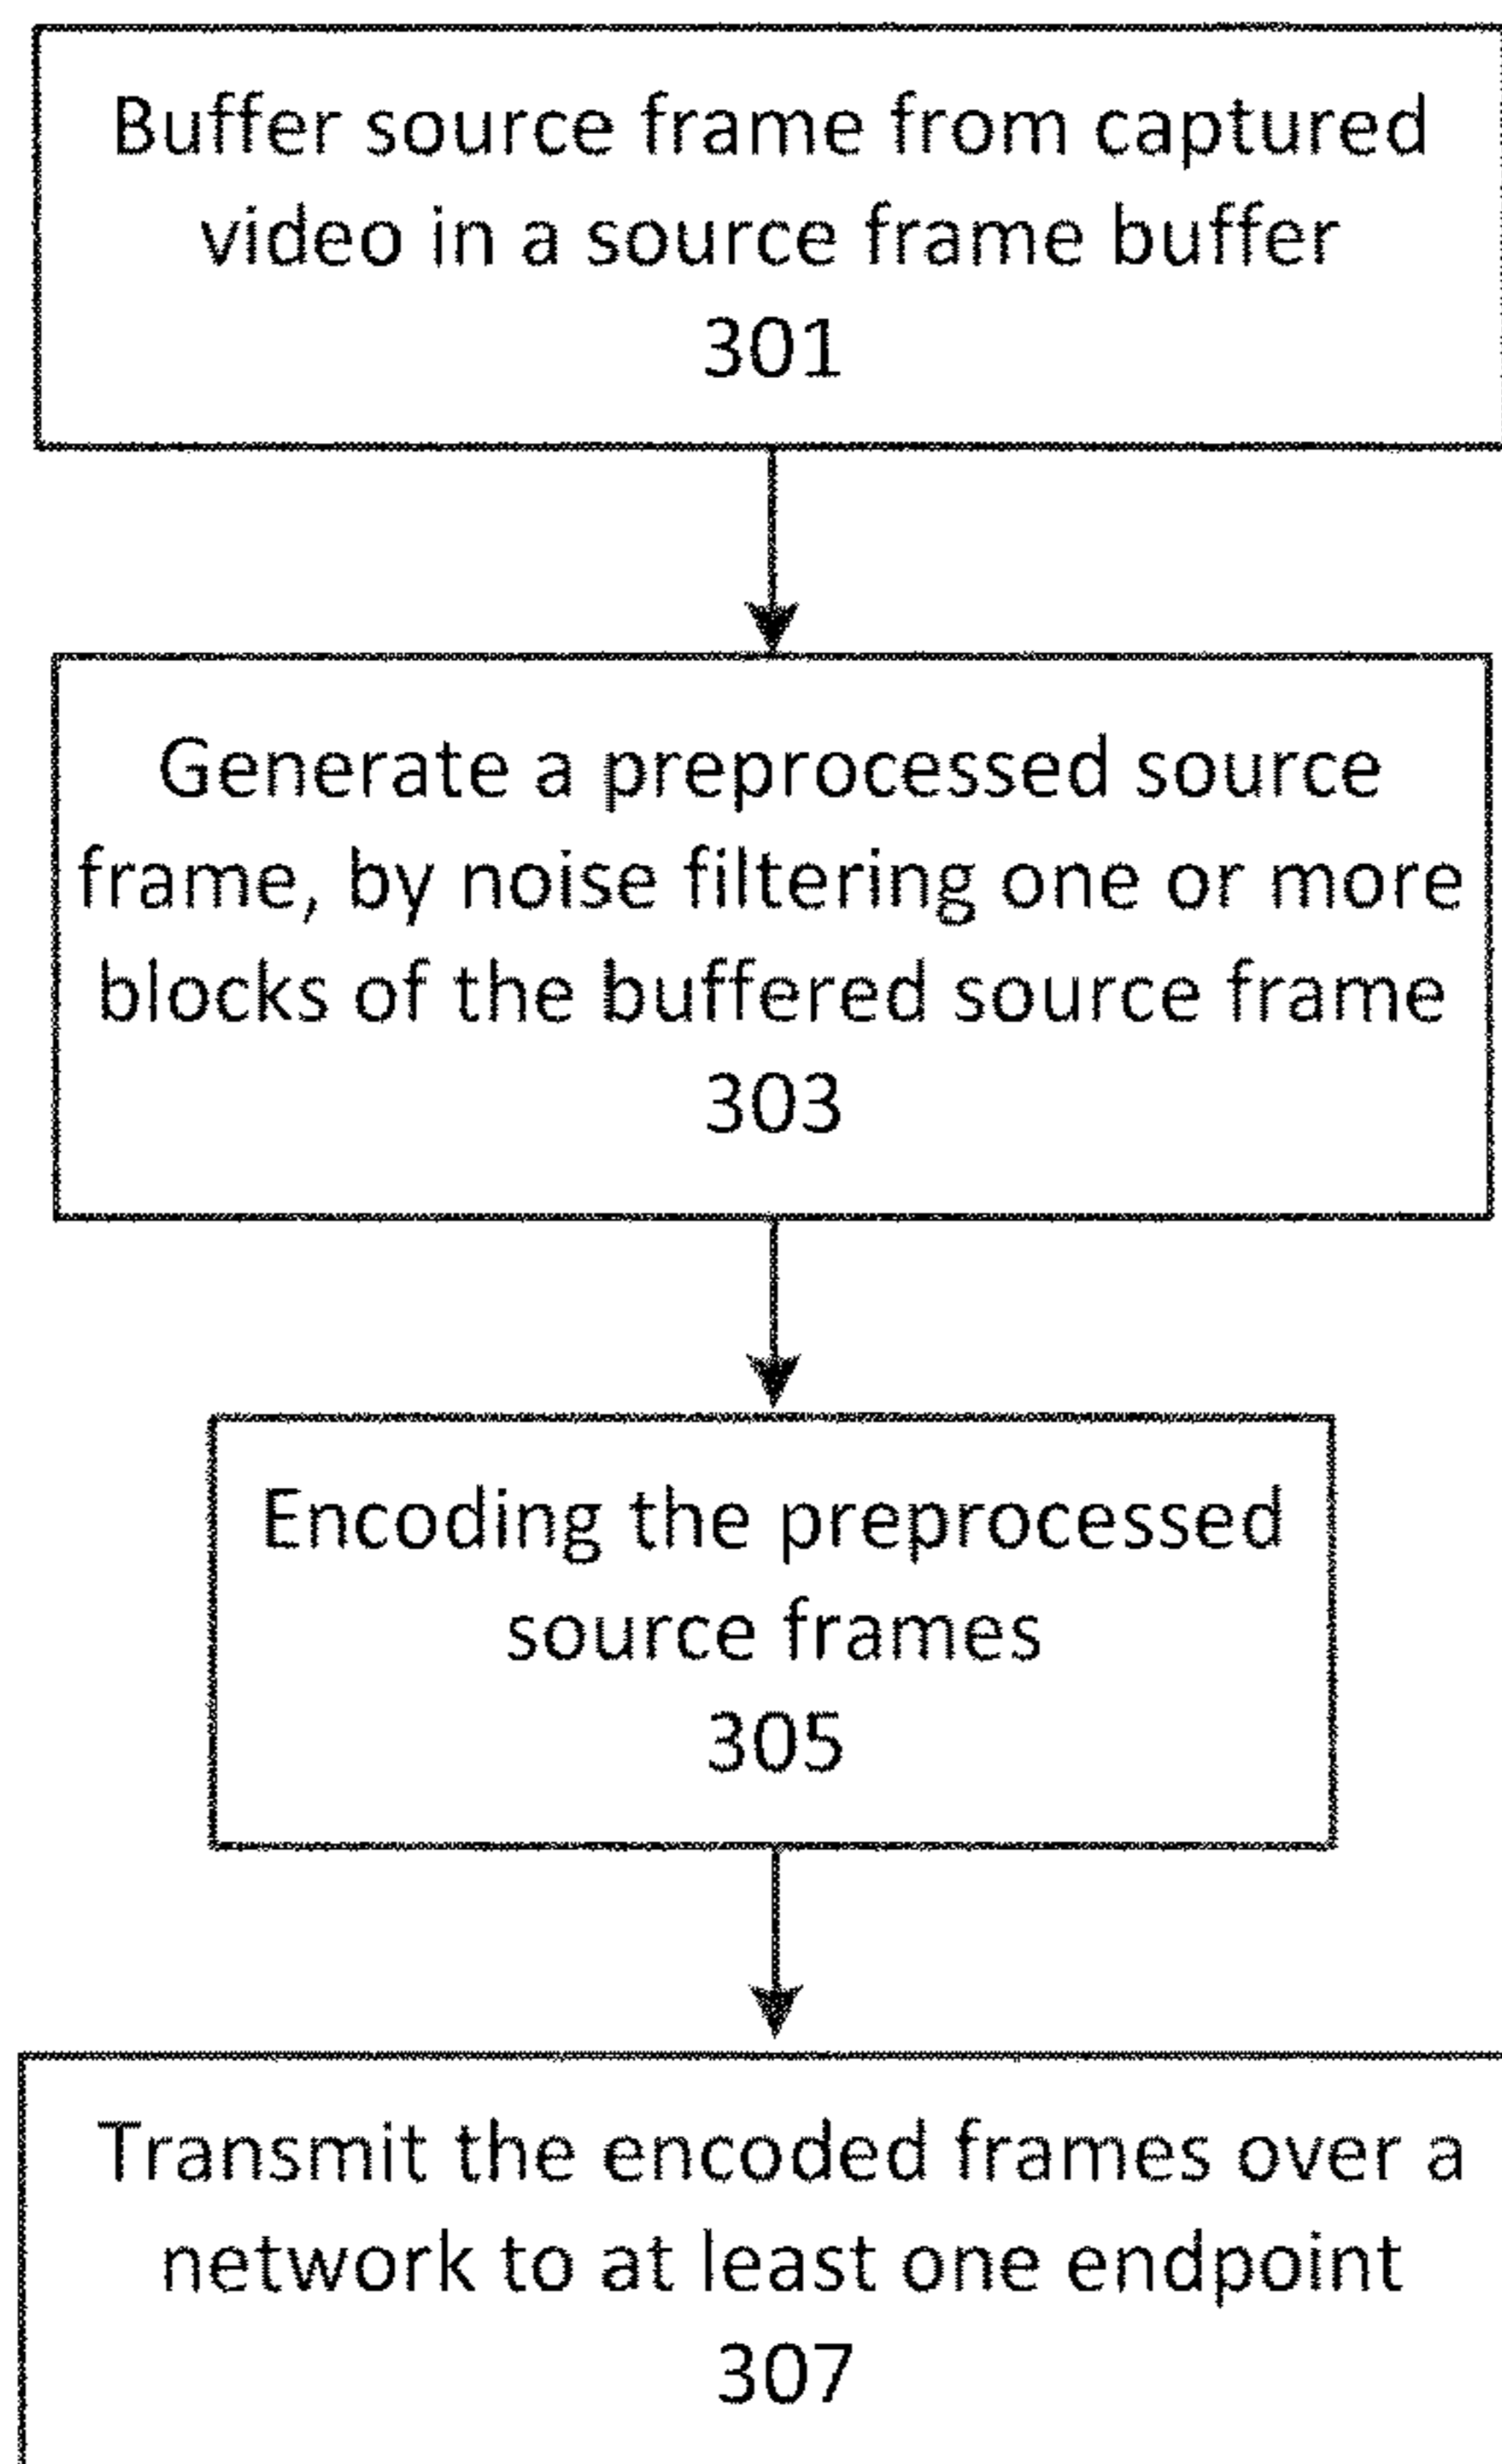 Buffer source frame from captured
video in a source frame buffer
301
Generate a preprocessed source
frame, by noise filtering one or more
blocks of the buffered source frame
303
Encoding the preprocessed
source frames
305
Transmit the encoded frames over a
network to at least one endpoint
307